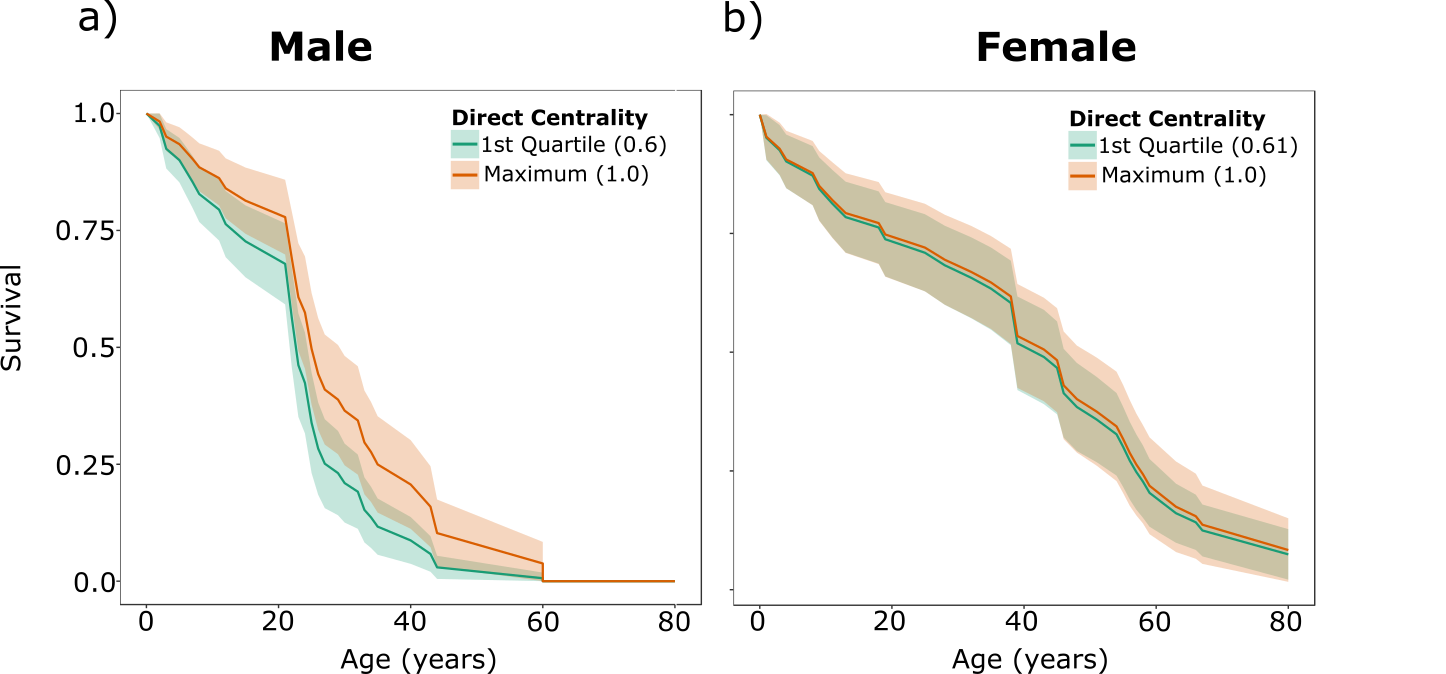 a)
Male
b)
Female
Direct Centrality
1st Quartile (0.6)
Maximum (1.0)
Direct Centrality
1st Quartile (0.61)
Maximum (1.0)
Survival
1.0
0.75
0.5
0.25
0.0
0 20 40 60 80
0 20 40 60 80
Age (years)
Age (years)